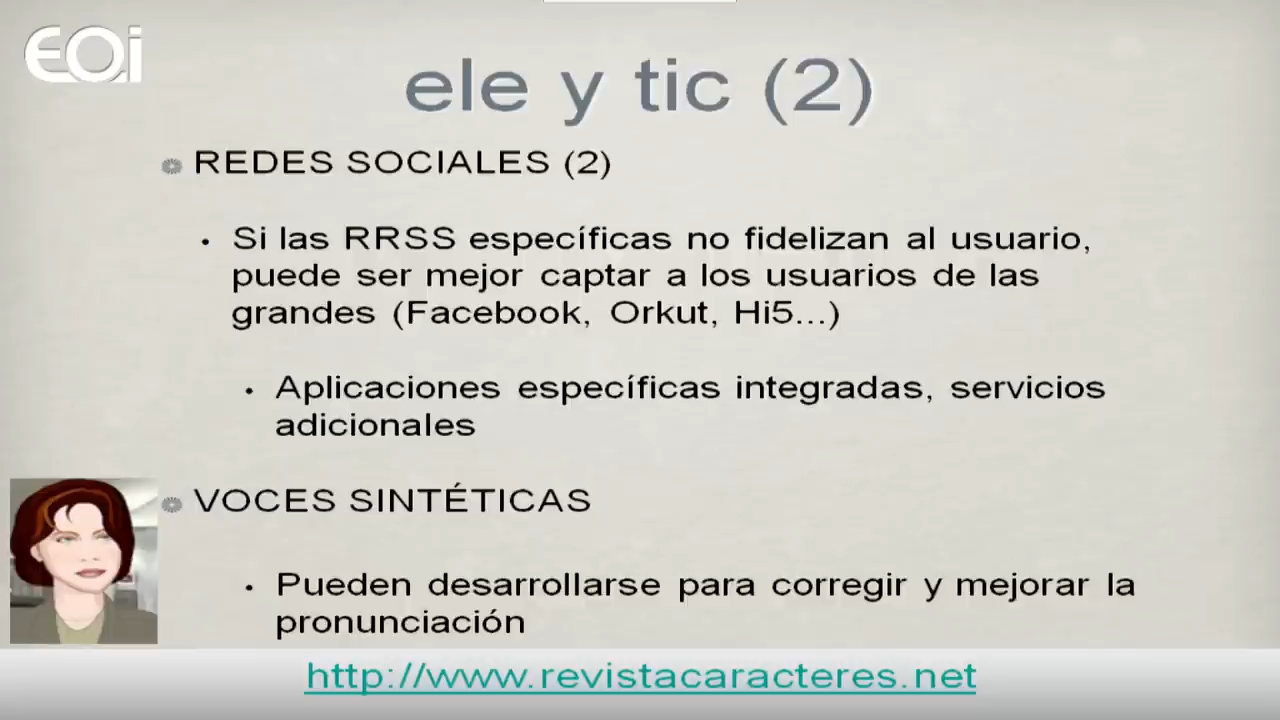 EOi
ele y tic (2)
REDES SOCIALES (2)
• Si las RRSS específicas no fidelizan al usuario,
puede ser mejor captar a los usuarios de las
grandes (Facebook, Orkut, Hi5...)
• Aplicaciones específicas integradas, servicios
adicionales
VOCES SINTÉTICAS
• Pueden desarrollarse para corregir y mejorar la
pronunciación
http://www.revistacaracteres.net